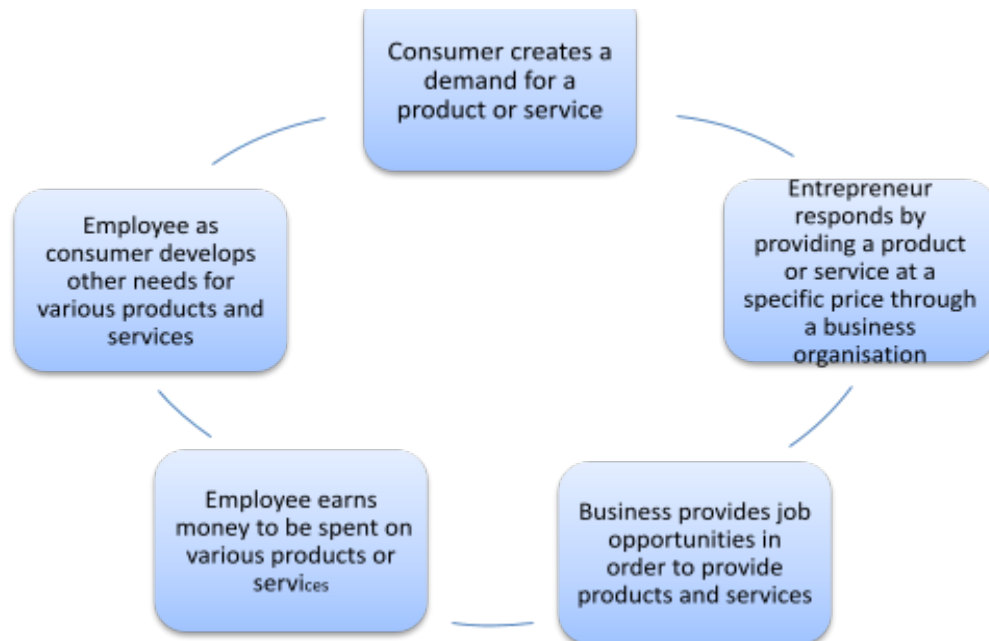 Consumer creates a
demand for a
product or service
Entrepreneur
responds by
providing a product
or service at a
specific price through
a business
organisation
Business provides job
opportunities in
order to provide
products and services
Employee earns
money to be spent on
various products or
services
Employee as
consumer develops
other needs for
various products and
services